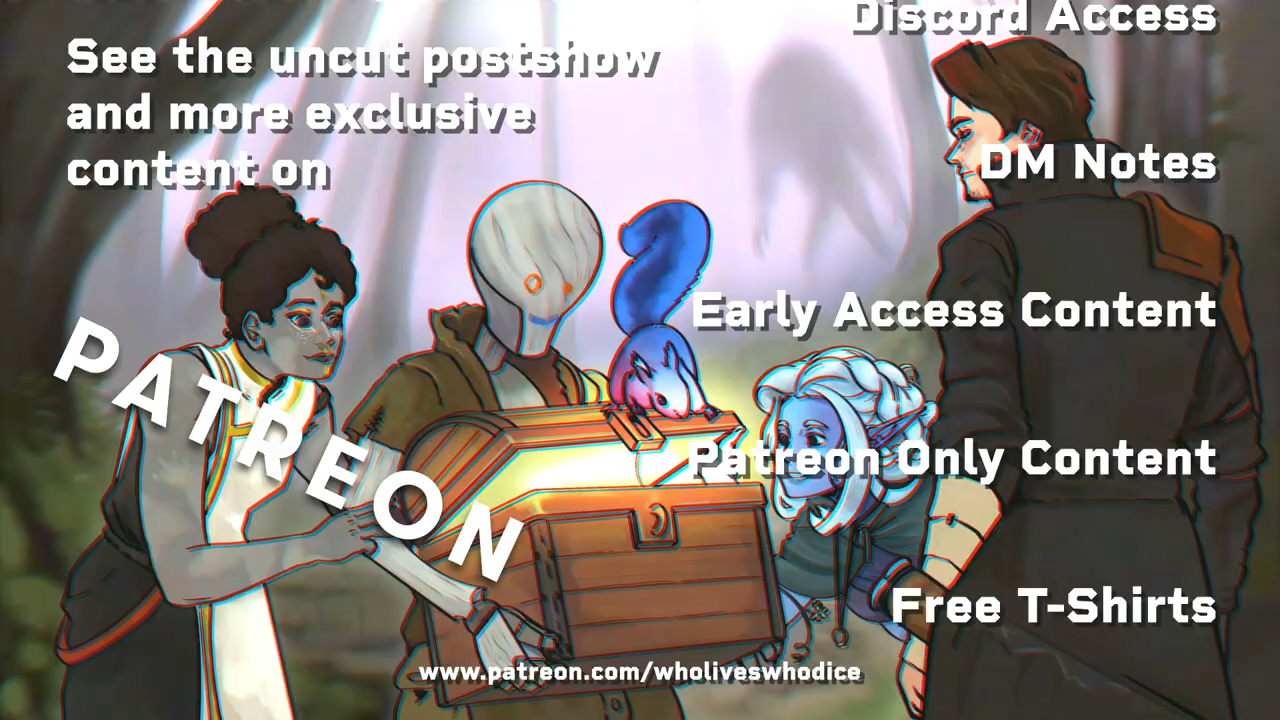 See the uncut postshow
and more exclusive
content on
PATREON
Discord Access
DM Notes
Early Access Content
Patreon Only Content
Free T-Shirts
www.patreon.com/wholiveswhodice